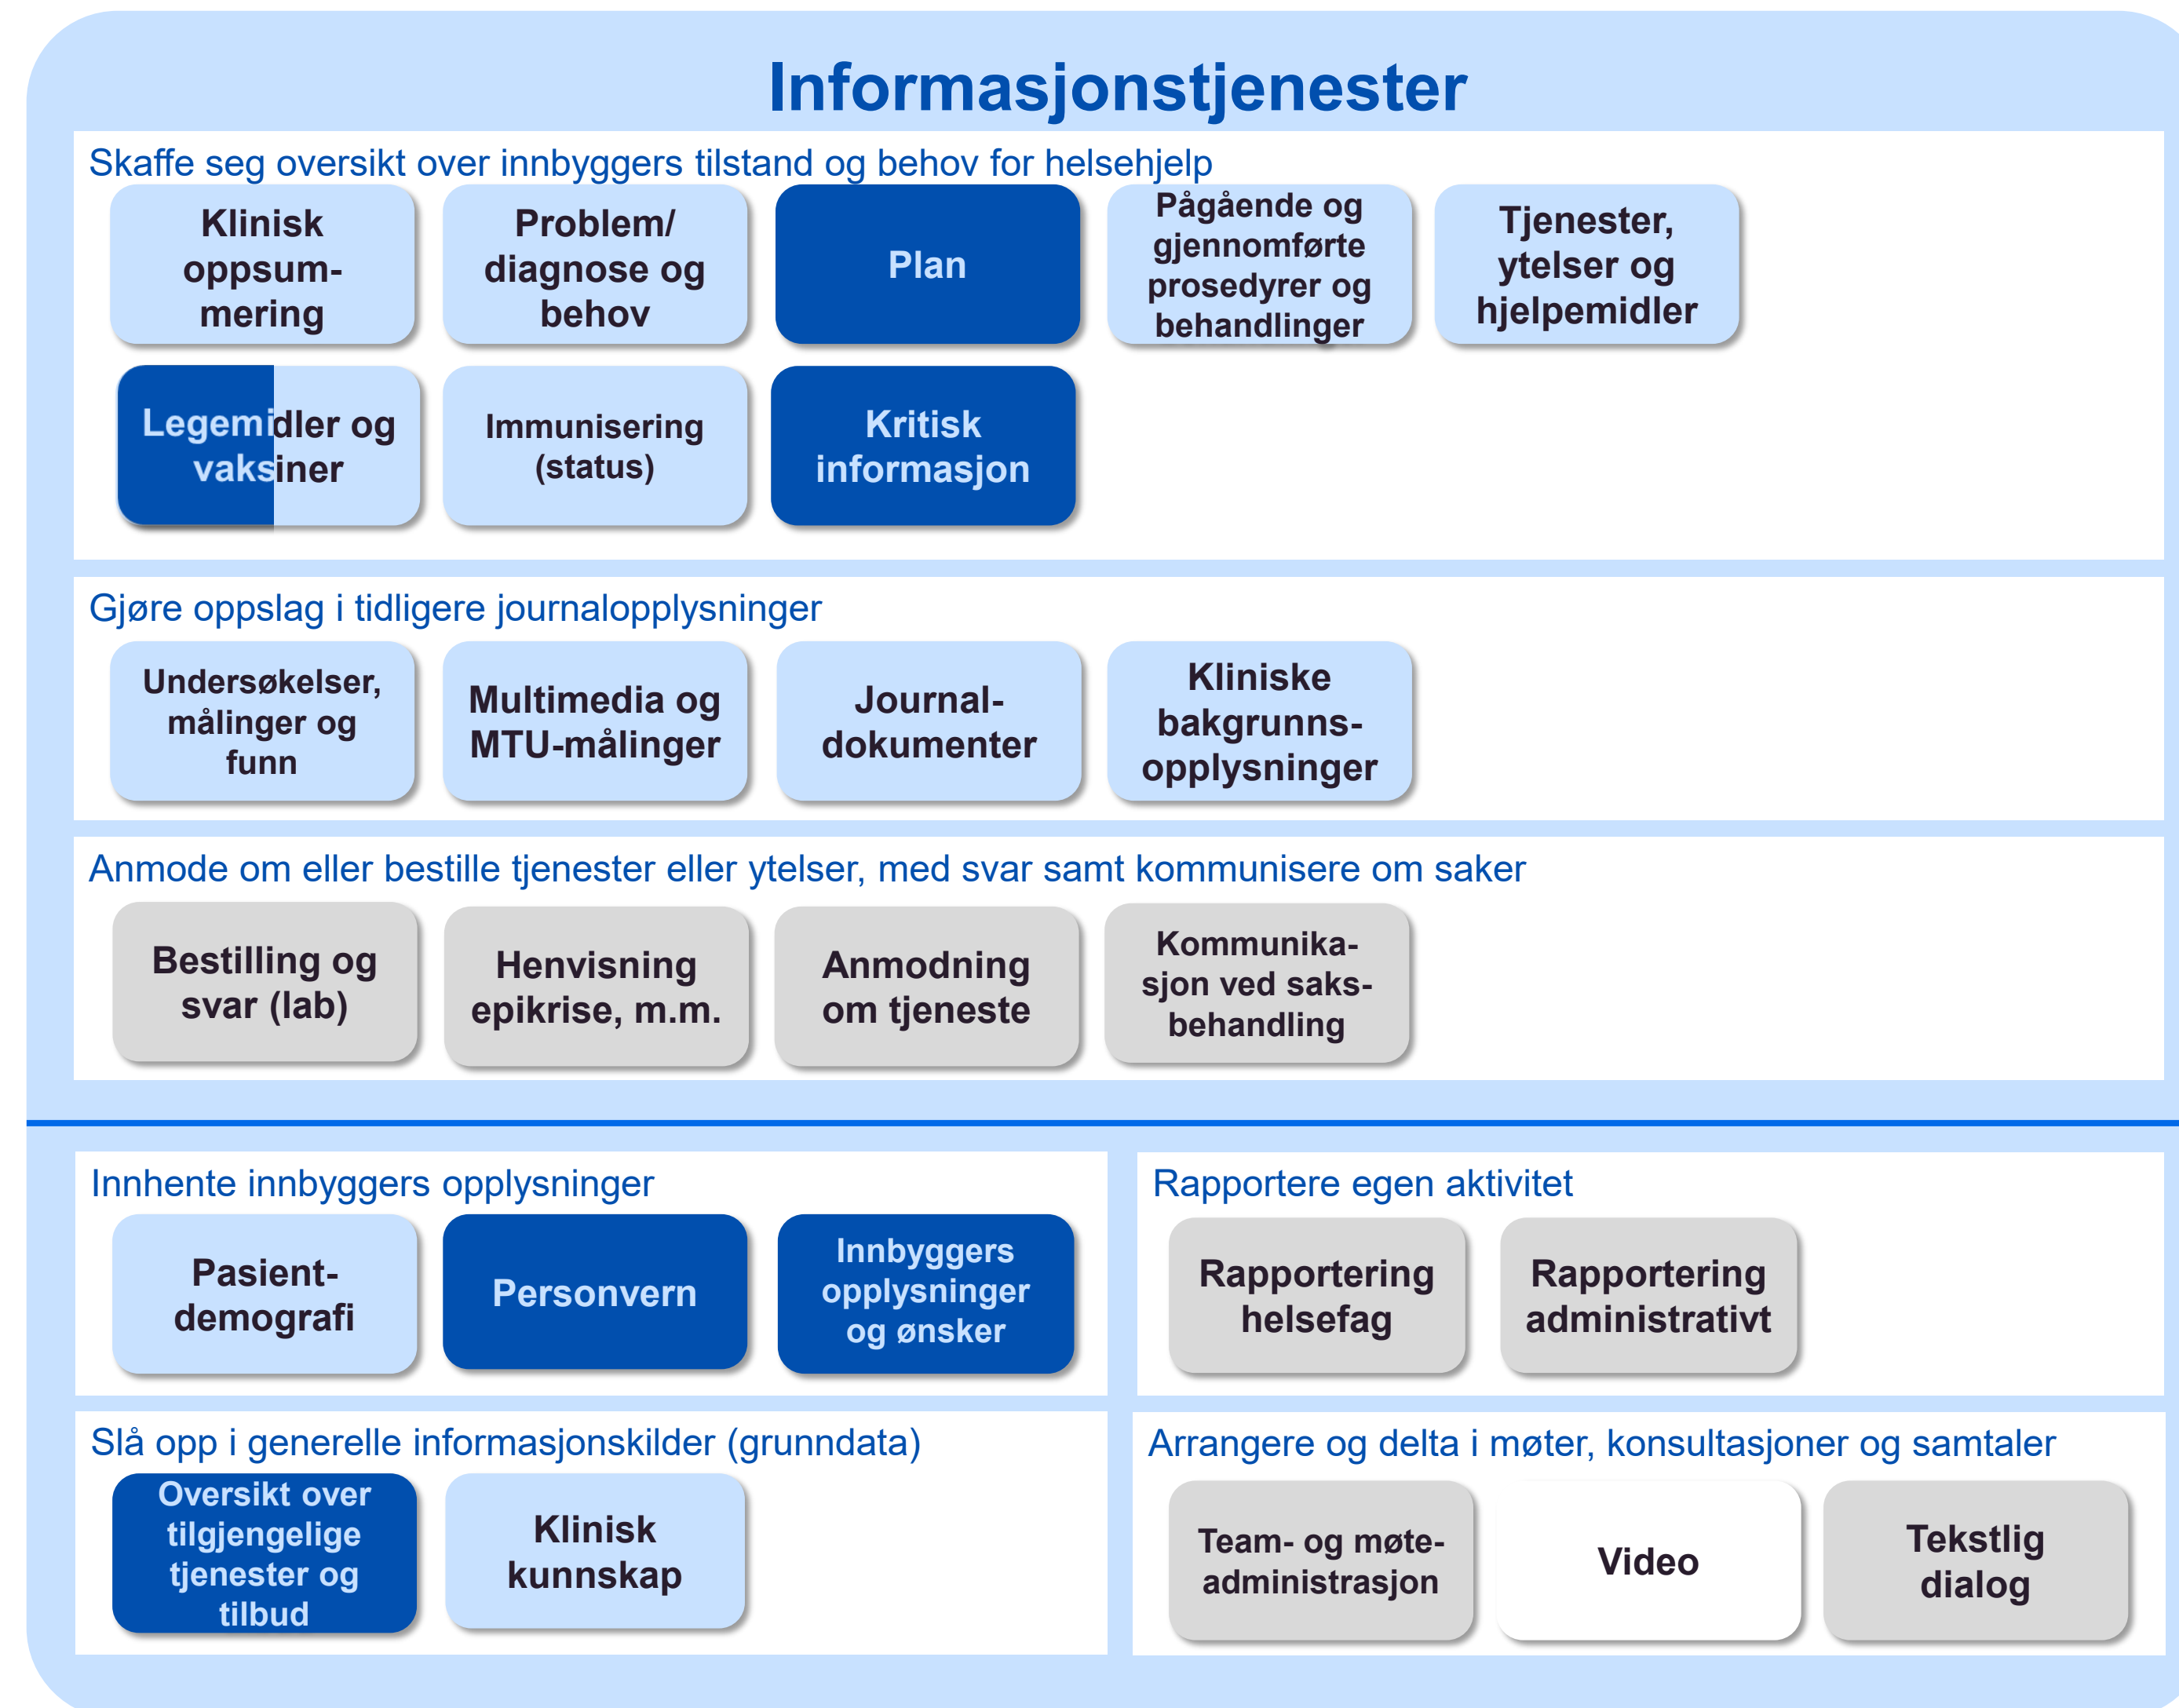 Informasjonstjenester
Skaffe seg oversikt over innbyggers tilstand og behov for helsehjelp
Klinisk
oppsum-
mering
Problem/
diagnose og
behov
Plan
Pågående og
gjennomførte
prosedyrer og
behandlinger
Tjenester,
ytelser og
hjelpemidler
Legemidler og
vaksiner
Immunisering
(status)
Kritisk
informasjon
Gjøre oppslag i tidligere journalopplysninger
Undersøkelser,
målinger og
funn
Multimedia og
MTU-målinger
Journal-
dokumenter
Kliniske
bakgrunns-
opplysninger
Anmode om eller bestille tjenester eller ytelser, med svar samt kommunisere om saker
Bestilling og
svar (lab)
Henvisning
epikrise, m.m.
Anmodning
om tjeneste
Kommunika-
sjon ved saks-
behandling
Innhente innbyggers opplysninger
Pasient-
demografi
Personvern
Innbyggers
opplysninger
og ønsker
Rapportere egen aktivitet
Rapportering
helsefag
Rapportering
administrativt
Slå opp i generelle informasjonskilder (grunndata)
Oversikt over
tilgjengelige
tjenester og
tilbud
Klinisk
kunnskap
Arrangere og delta i møter, konsultasjoner og samtaler
Team- og møte-
administrasjon
Video
Tekstlig
dialog